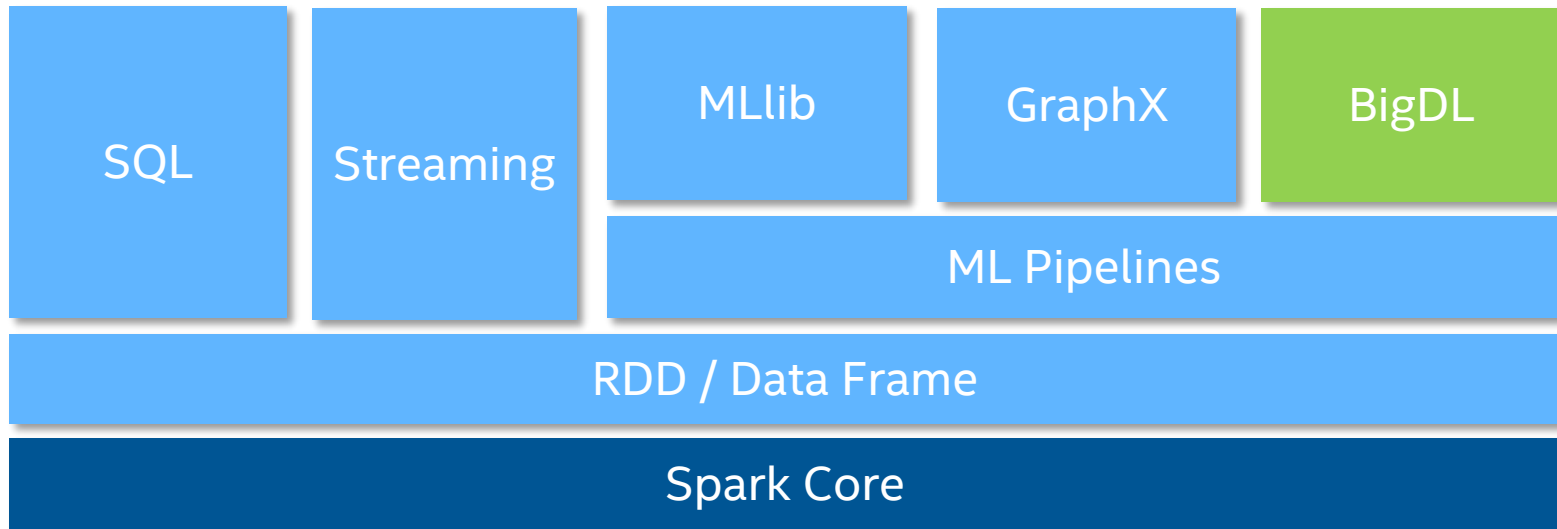 SQL
Streaming
MLlib
GraphX
BigDL
ML Pipelines
RDD / Data Frame
Spark Core